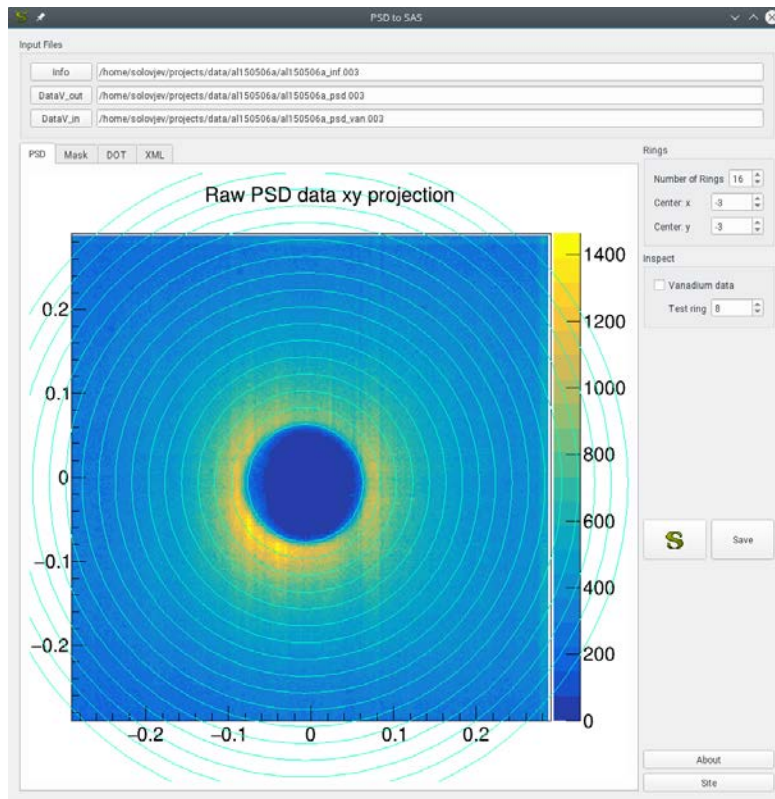 PSD to SAS
Input Files
Info /home/solovjev/projects/data/al150506a/al150506a_inf.003
DataV_out /home/solovjev/projects/data/al150506a/al150506a_psd.003
DataV_in /home/solovjev/projects/data/al150506a/al150506a_psd_van.003
PSD Mask DOT XML
Raw PSD data xy projection
0.2
0.1
0
−0.1
−0.2
−0.2 −0.1 0 0.1 0.2
1400
1200
1000
800
600
400
200
0
Rings
Number of Rings 16
Center: x -3
Center: y -3
Inspect
Vanadium data
Test ring 8
S Save
About
Site